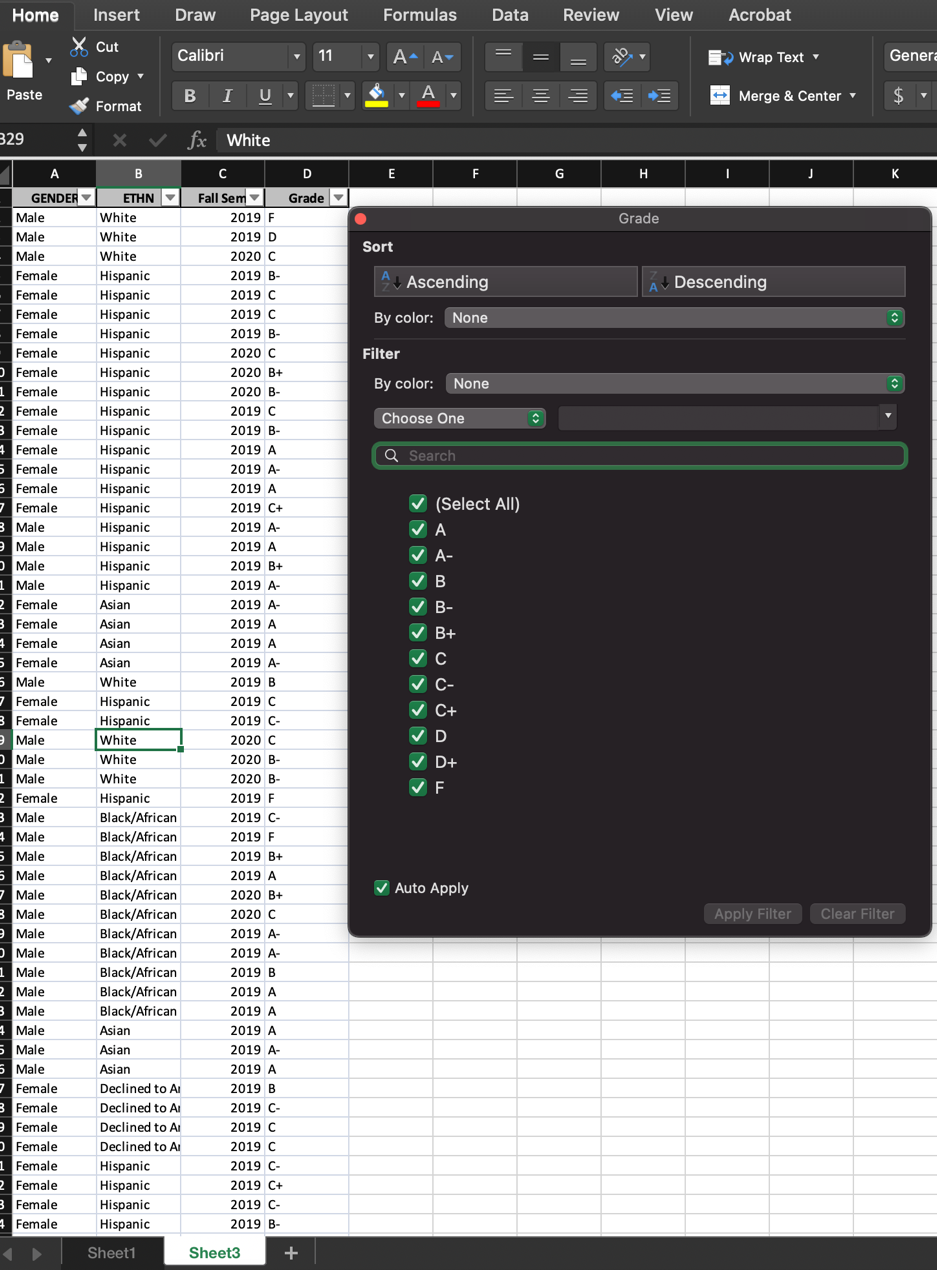 Home Insert Draw Page Layout Formulas Data Review View Acrobat
Paste
Cut
Copy
Format
Calibri 11 A A
B I U A
Wrap Text
Merge & Center
$
fx White
A B C D E F G H I J K
GENDER ETHN Fall Sem Grade
Male White 2019 F
Male White 2019 D
Male White 2020 C
Female Hispanic 2019 B-
Female Hispanic 2019 C
Female Hispanic 2019 C
Female Hispanic 2019 B-
Female Hispanic 2020 C
Female Hispanic 2020 B+
Female Hispanic 2020 B-
Female Hispanic 2019 C
Female Hispanic 2019 B-
Female Hispanic 2019 A
Female Hispanic 2019 A-
Female Hispanic 2019 A
Female Hispanic 2019 C+
Male Hispanic 2019 A-
Male Hispanic 2019 A
Male Hispanic 2019 B+
Male Hispanic 2019 A-
Female Asian 2019 A-
Female Asian 2019 A
Female Asian 2019 A
Female Asian 2019 A-
Male White 2019 B
Female Hispanic 2019 C
Female Hispanic 2019 C-
Male White 2020 C
Male White 2020 B-
Male White 2020 B-
Female Hispanic 2019 F
Male Black/African 2019 C-
Male Black/African 2019 F
Male Black/African 2019 B+
Male Black/African 2019 A
Male Black/African 2020 B+
Male Black/African 2020 C
Male Black/African 2019 A-
Male Black/African 2019 A-
Male Black/African 2019 B
Male Black/African 2019 A
Male Black/African 2019 A
Male Asian 2019 A
Male Asian 2019 A-
Male Asian 2019 A
Female Declined to 2019 B
Female Declined to 2019 C-
Female Declined to 2019 C
Female Declined to 2019 C
Female Hispanic 2019 C-
Female Hispanic 2019 C+
Female Hispanic 2019 C-
Female Hispanic 2019 B-
Grade
Sort
Ascending Descending
By color: None
Filter
By color: None
Choose One
Search
(Select All)
A
A-
B
B-
B+
C
C-
C+
D
D+
F
Auto Apply
Apply Filter Clear Filter
Sheet1 Sheet3 +